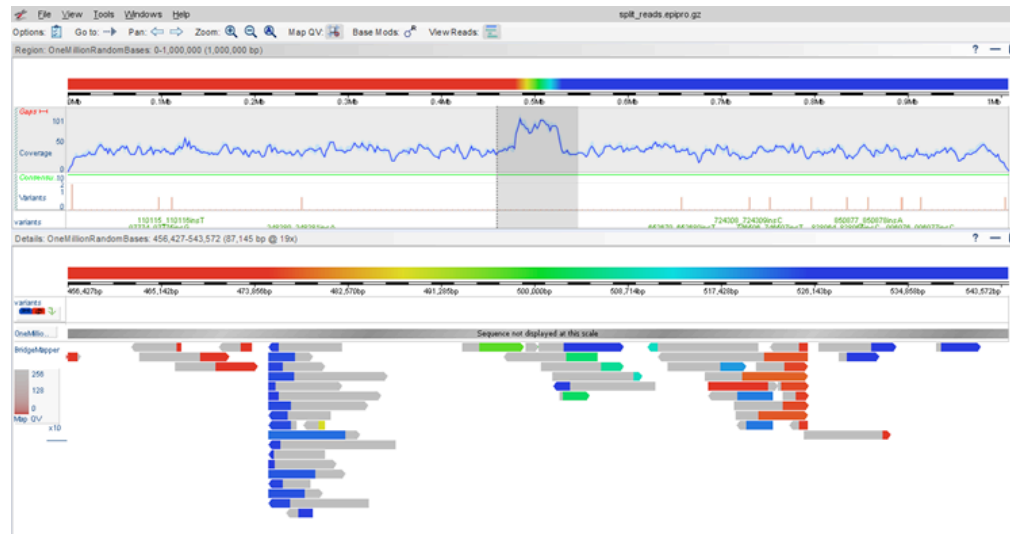 File View Tools Windows Help split_reads.epipro.gz
Options: Go to: Pan: Zoom: Map QV: Base Mods: View Reads:
Region: OneMillionRandomBases: 0-1,000,000 (1,000,000 bp) ?
0Mb 0.1Mb 0.2Mb 0.3Mb 0.4Mb 0.5Mb 0.6Mb 0.7Mb 0.8Mb 0.9Mb 1Mb
Gaps
101
50
Coverage
0
Consensu 50
Variants
0
110115_110116insT 724308_724309insC 850877_850878insA
variants
Details: OneMillionRandomBases: 456,427-543,572 (87,145 bp @ 19x) ?
456,427bp 465,142bp 473,856bp 482,570bp 491,285bp 500,000bp 508,714bp 517,428bp 526,143bp 534,858bp 543,572bp
variants
OneMillio... Sequence not displayed at this scale
BridgeMapper
256
128
0
Map QV
x10